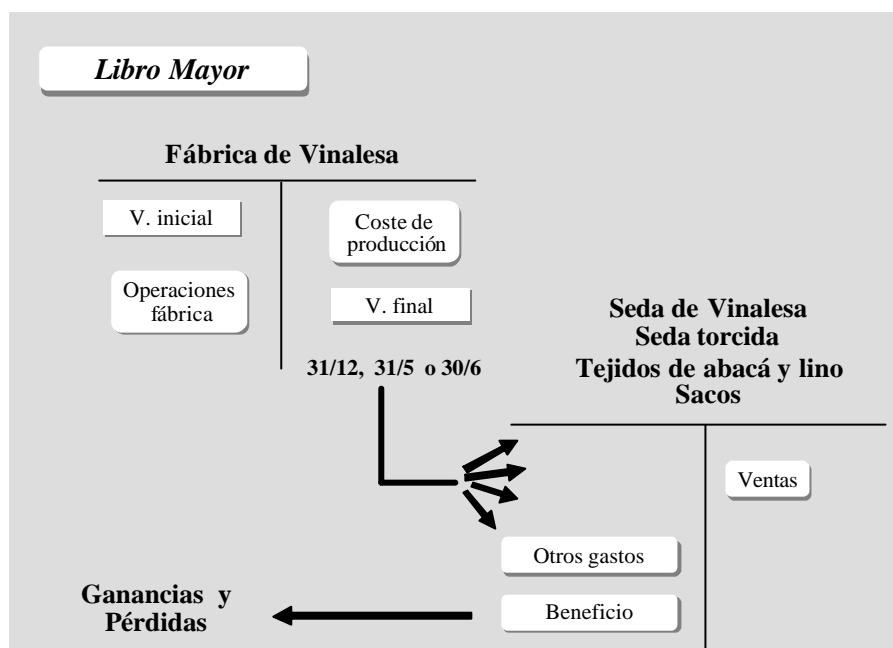 Libro Mayor
Fábrica de Vinalesa
V. inicial
Operaciones
fábrica
Coste de
producción
V. final
31/12, 31/5 o 30/6
Seda de Vinalesa
Seda torcida
Tejidos de abacá y lino
Sacos
Ventas
Otros gastos
Beneficio
Ganancias y
Pérdidas